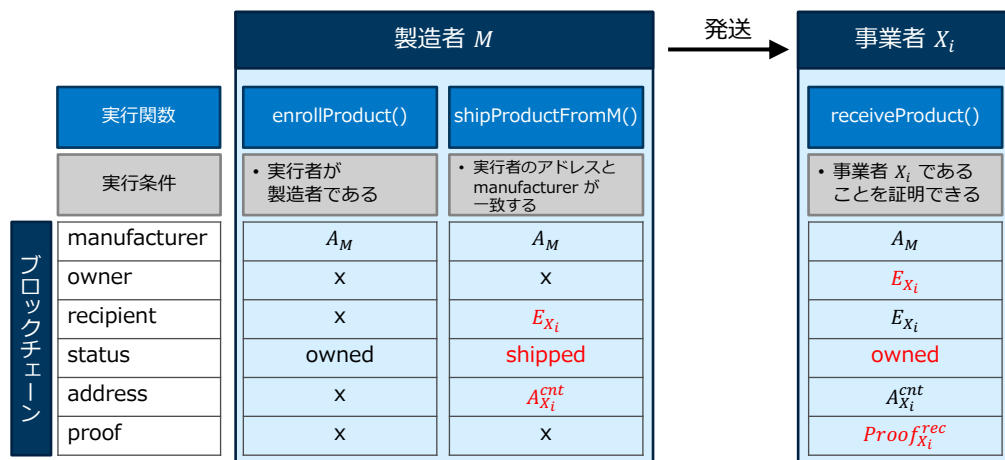 製造者 M
発送
事業者 X_i
実行関数
enrollProduct()
shipProductFromM()
receiveProduct()
実行条件
• 実行者が
製造者である
• 実行者のアドレスと
manufacturer が
一致する
• 事業者 X_i である
ことを証明できる
ブロックチェーン
manufacturer
A_M
A_M
A_M
owner
x
x
E_{X_i}
recipient
x
E_{X_i}
E_{X_i}
status
owned
shipped
owned
address
x
A_{X_i}^{cnt}
A_{X_i}^{cnt}
proof
x
x
Proof_{X_i}^{rec}